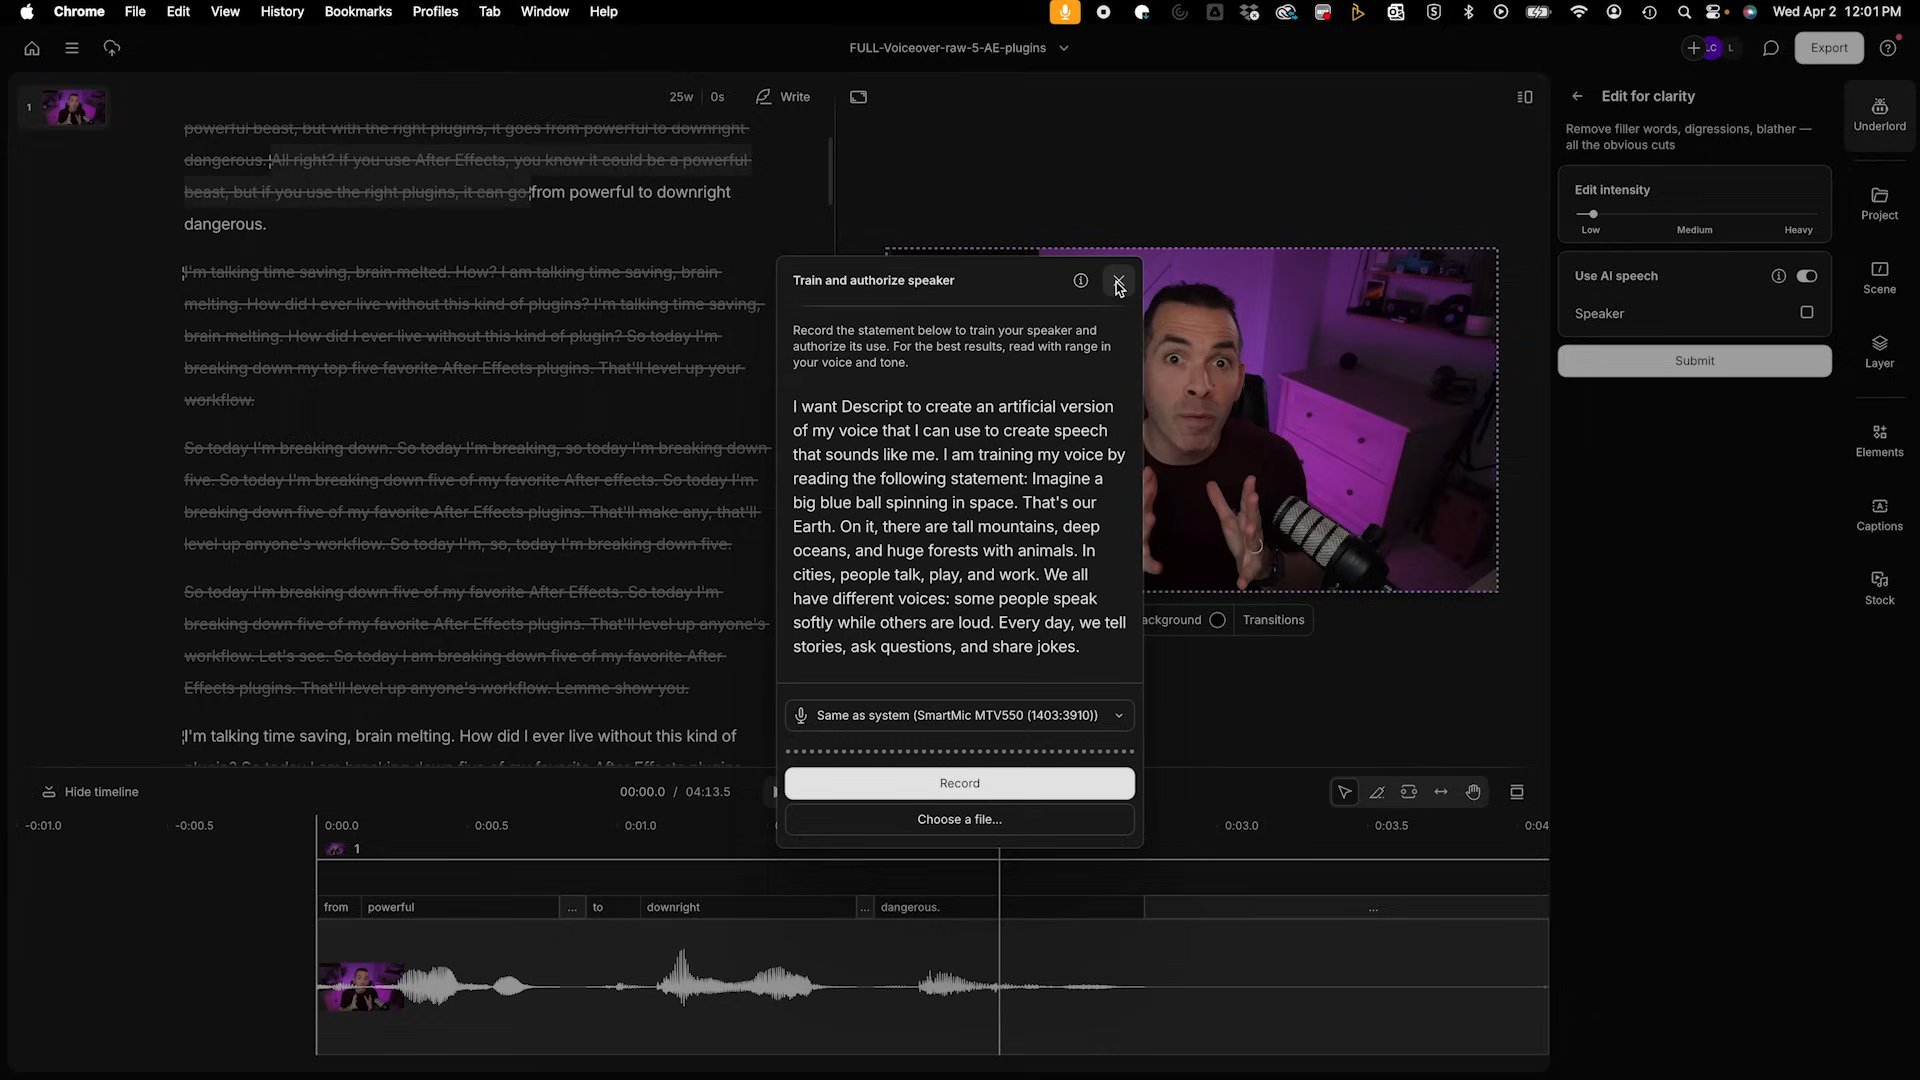 Chrome File Edit View History Bookmarks Profiles Tab Window Help
Wed Apr 2 12:01 PM
FULL-Voiceover-raw-5-AE-plugins
C L
Export
1
25w 0s Write
powerful beast, but with the right plugins, it goes from powerful to downright
dangerous. All right? If you use After Effects, you know it could be a powerful
beast, but if you use the right plugins, it can go from powerful to downright
dangerous.
I'm talking time saving, brain melted. How? I am talking time saving, brain
melting. How did I ever live without this kind of plugins? I'm talking time saving,
brain melting. How did I ever live without this kind of plugin? So today I'm
breaking down my top five favorite After Effects plugins. That'll level up your
workflow.
So today I'm breaking down. So today I'm breaking, so today I'm breaking down
five. So today I'm breaking down five of my favorite After effects. So today I'm
breaking down five of my favorite After Effects plugins. That'll make any, that'll
level up anyone's workflow. So today I'm, so, today I'm breaking down five.
So today I'm breaking down five of my favorite After Effects. So today I'm
breaking down five of my favorite After Effects plugins. That'll level up anyone's
workflow. Let's see. So today I am breaking down five of my favorite After
Effects plugins. That'll level up anyone's workflow. Lemme show you.
I'm talking time saving, brain melting. How did I ever live without this kind of
plugin? So today I am breaking down five of my favorite After Effects plugins
Train and authorize speaker
Record the statement below to train your speaker and
authorize its use. For the best results, read with range in
your voice and tone.
I want Descript to create an artificial version
of my voice that I can use to create speech
that sounds like me. I am training my voice by
reading the following statement: Imagine a
big blue ball spinning in space. That's our
Earth. On it, there are tall mountains, deep
oceans, and huge forests with animals. In
cities, people talk, play, and work. We all
have different voices: some people speak
softly while others are loud. Every day, we tell
stories, ask questions, and share jokes.
Same as system (SmartMic MTV550 (1403:3910))
Record
Choose a file...
ackground Transitions
Edit for clarity
Remove filler words, digressions, blather —
all the obvious cuts
Edit intensity
Low Medium Heavy
Use AI speech
Speaker
Submit
Underlord
Project
Scene
Layer
Elements
Captions
Stock
Hide timeline
00:00.0 / 04:13.5
-0:01.0 -0:00.5 0:00.0 0:00.5 0:01.0 0:03.0 0:03.5 0:04
1
from powerful ... to downright ... dangerous. ...